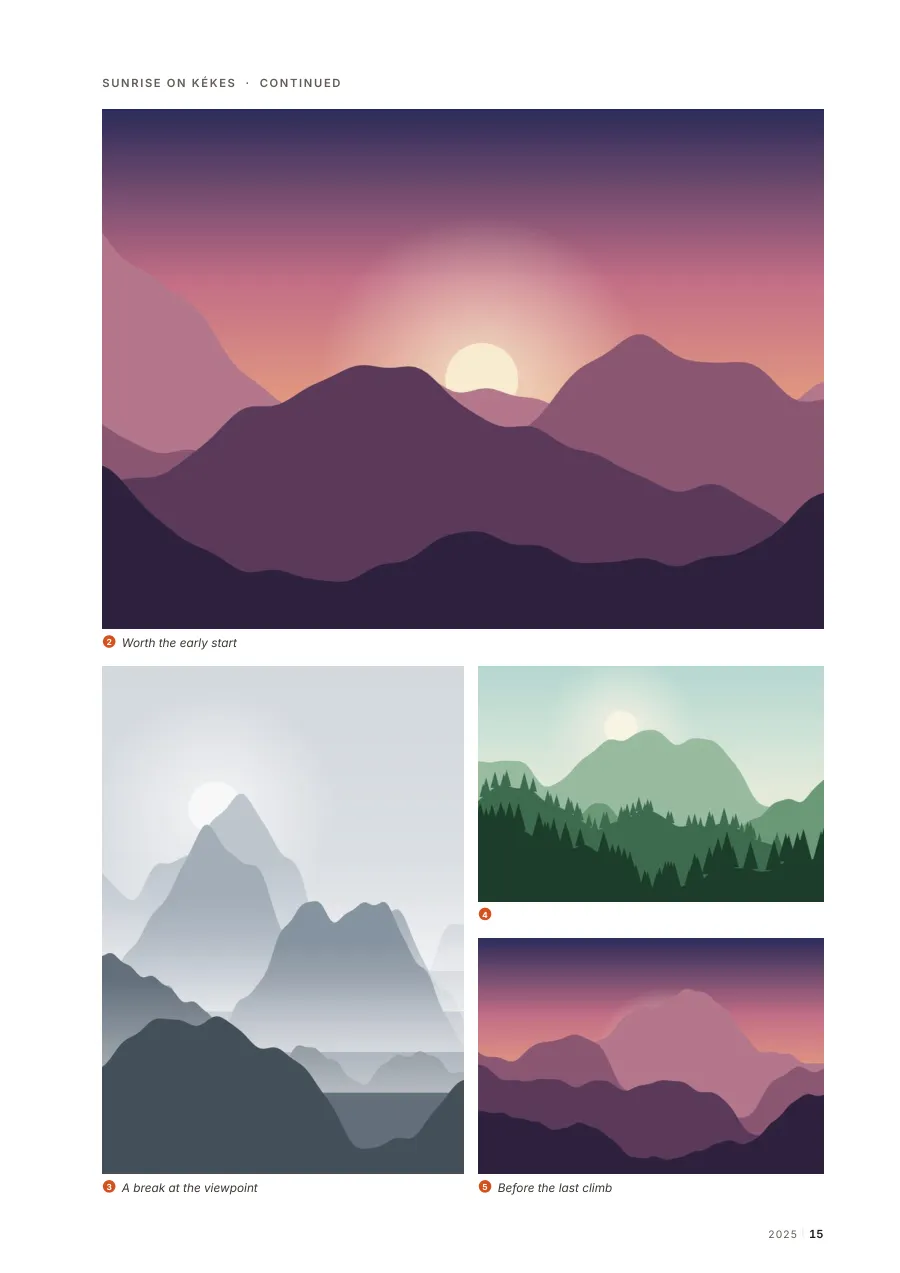 SUNRISE ON KÉKES · CONTINUED
2 Worth the early start
3 A break at the viewpoint
4
5 Before the last climb
2025 15